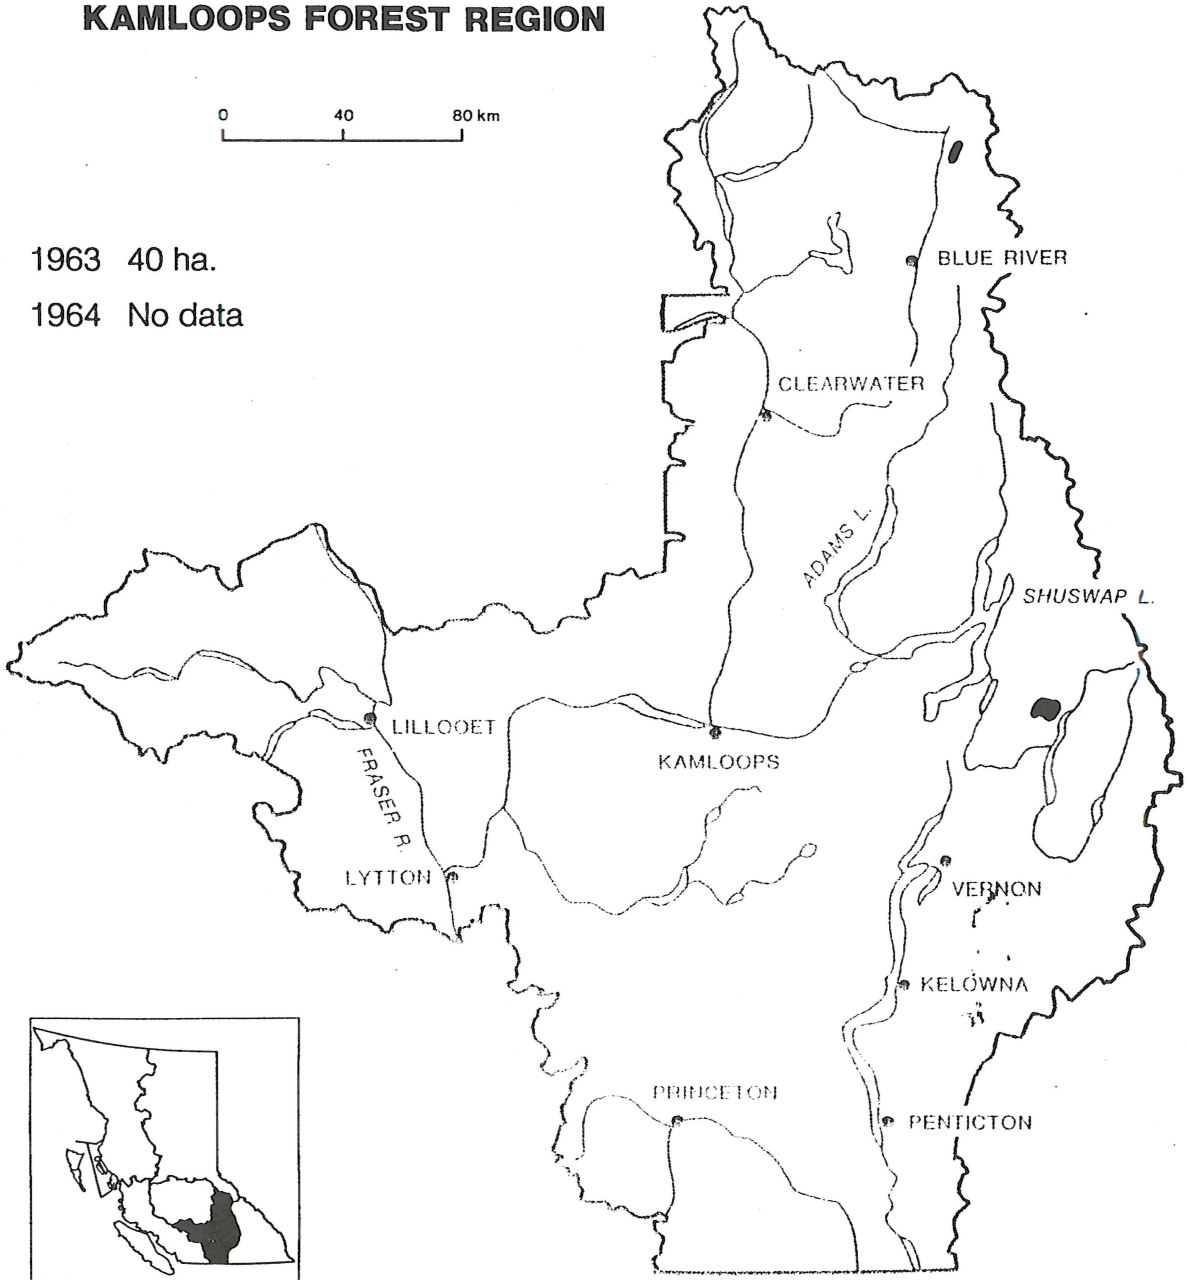 KAMLOOPS FOREST REGION
0 40 80 km
1963 40 ha.
1964 No data
BLUE RIVER
CLEARWATER
ADAMS L.
SHUSWAP L.
LILLOOET
KAMLOOPS
FRASER R.
LYTTON
VERNON
KELOWNA
PRINCETON
PENTICTON